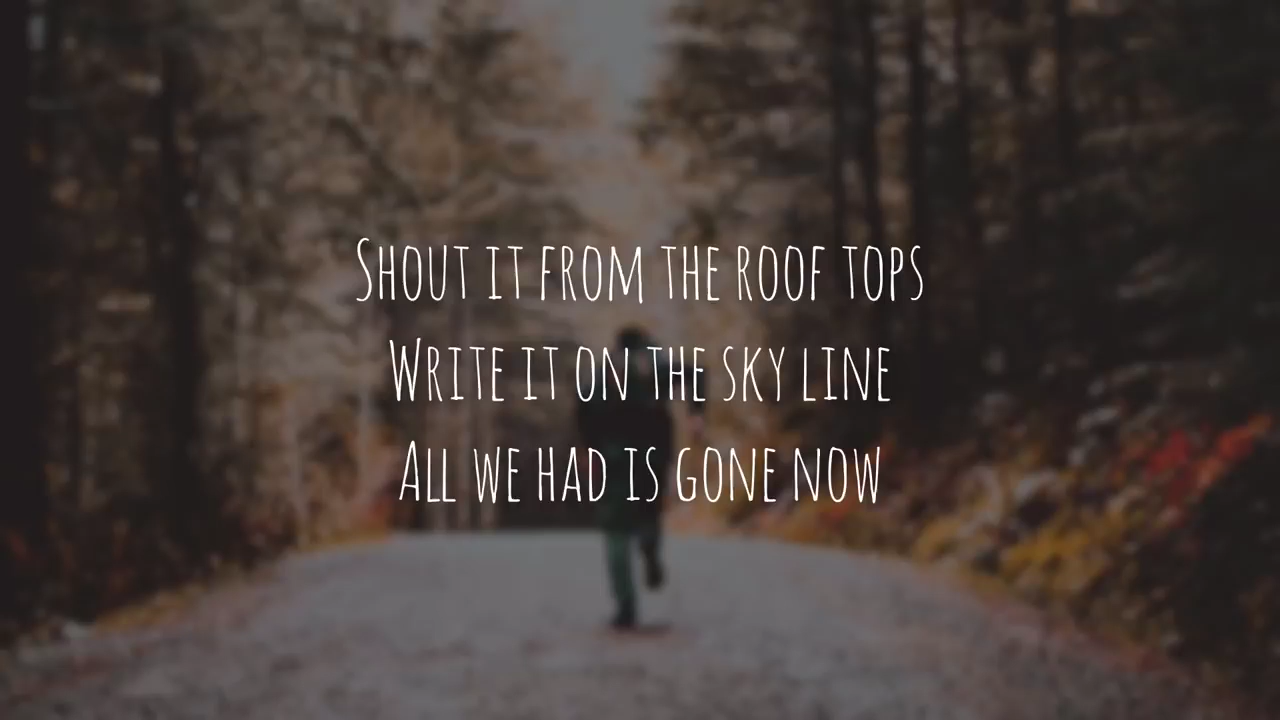 Shout it from the roof tops
Write it on the sky line
All we had is gone now